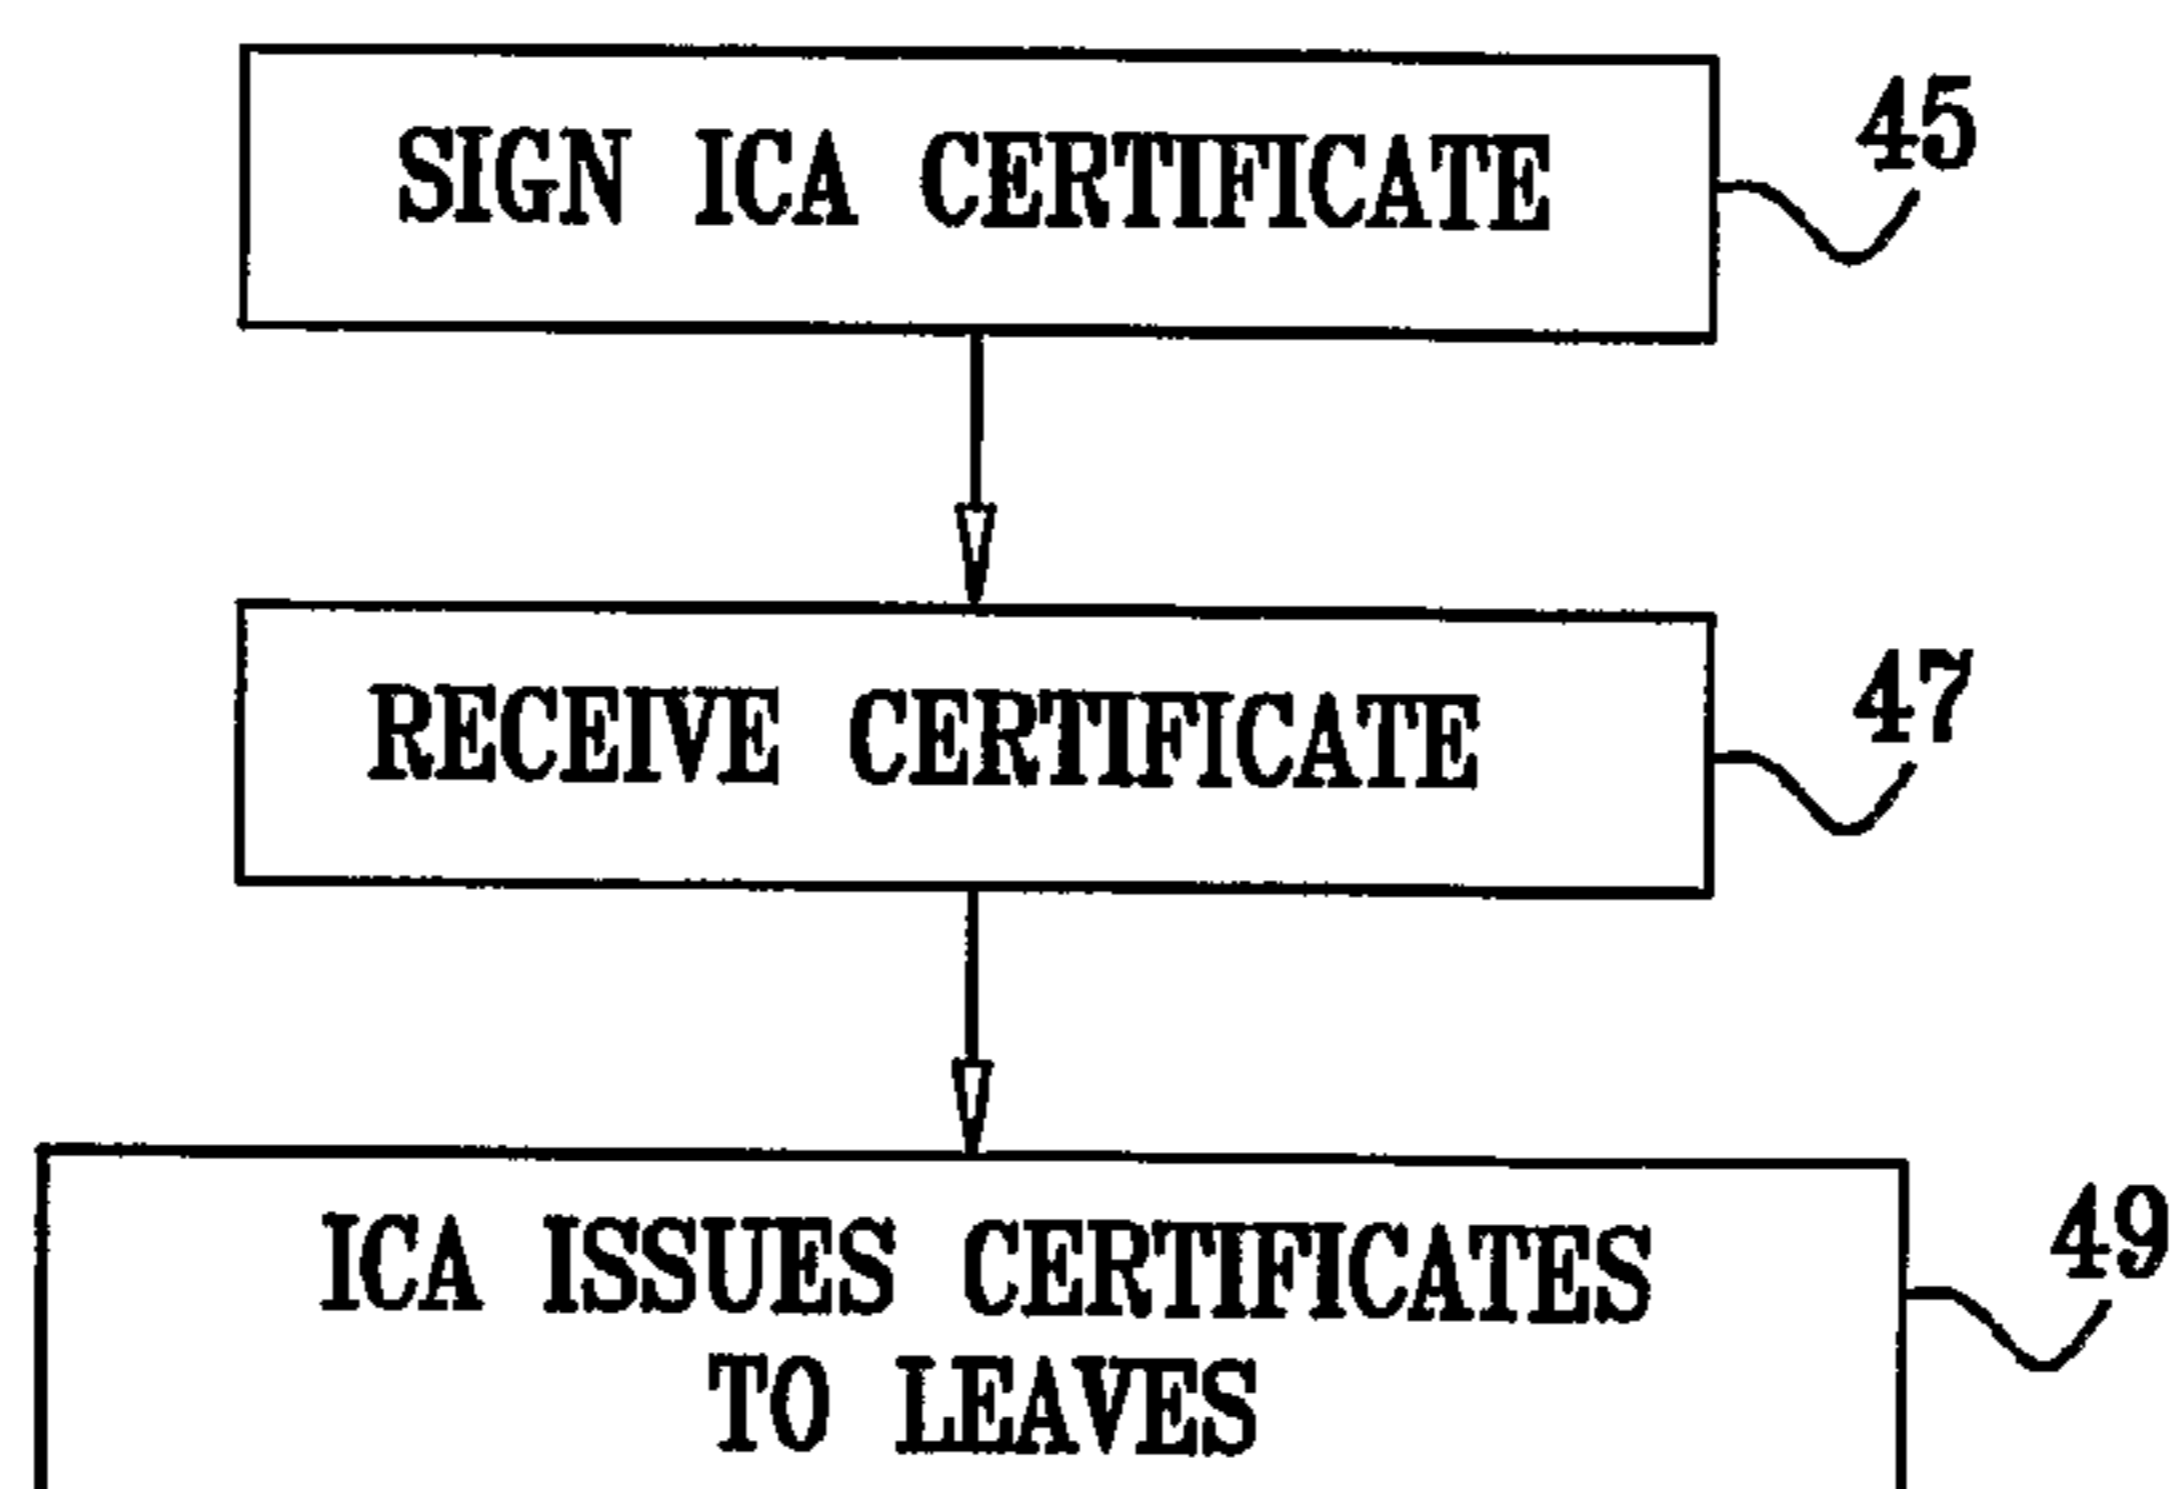 SIGN ICA CERTIFICATE
45
RECEIVE CERTIFICATE
47
ICA ISSUES CERTIFICATES
TO LEAVES
49